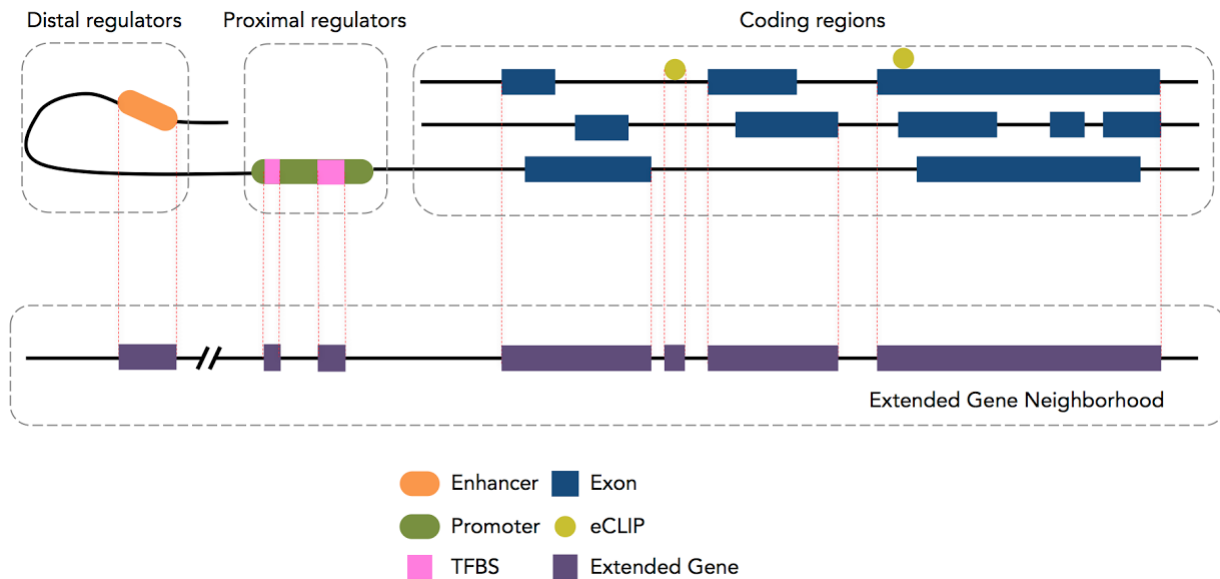 Distal regulators
Proximal regulators
Coding regions
Extended Gene Neighborhood
Enhancer
Exon
Promoter
eCLIP
TFBS
Extended Gene